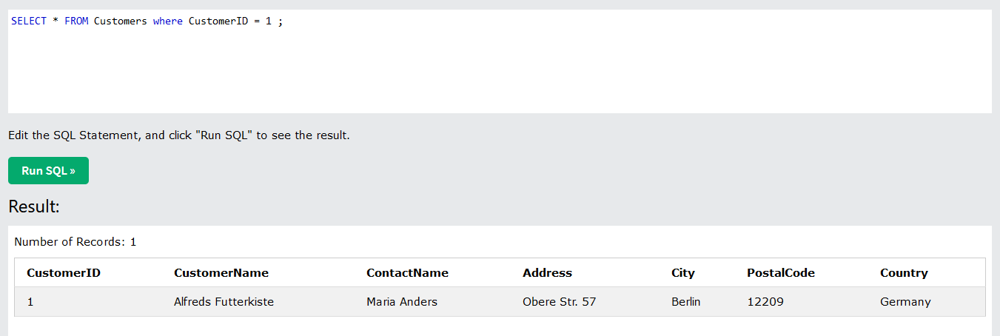 SELECT * FROM Customers where CustomerID = 1 ;
Edit the SQL Statement, and click "Run SQL" to see the result.
Run SQL »
Result:
Number of Records: 1
CustomerID CustomerName ContactName Address City PostalCode Country
1 Alfreds Futterkiste Maria Anders Obere Str. 57 Berlin 12209 Germany